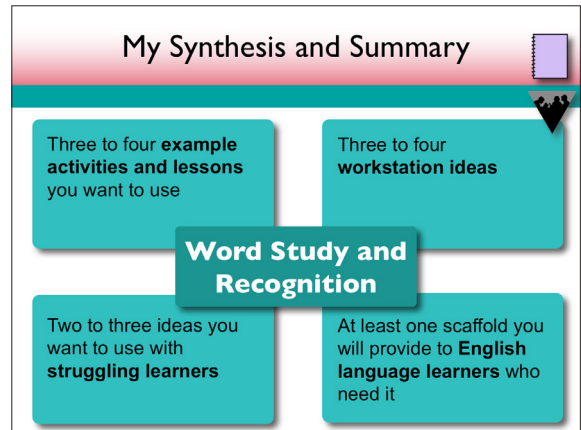 My Synthesis and Summary
Three to four example
activities and lessons
you want to use
Three to four
workstation ideas
Word Study and
Recognition
Two to three ideas you
want to use with
struggling learners
At least one scaffold you
will provide to English
language learners who
need it